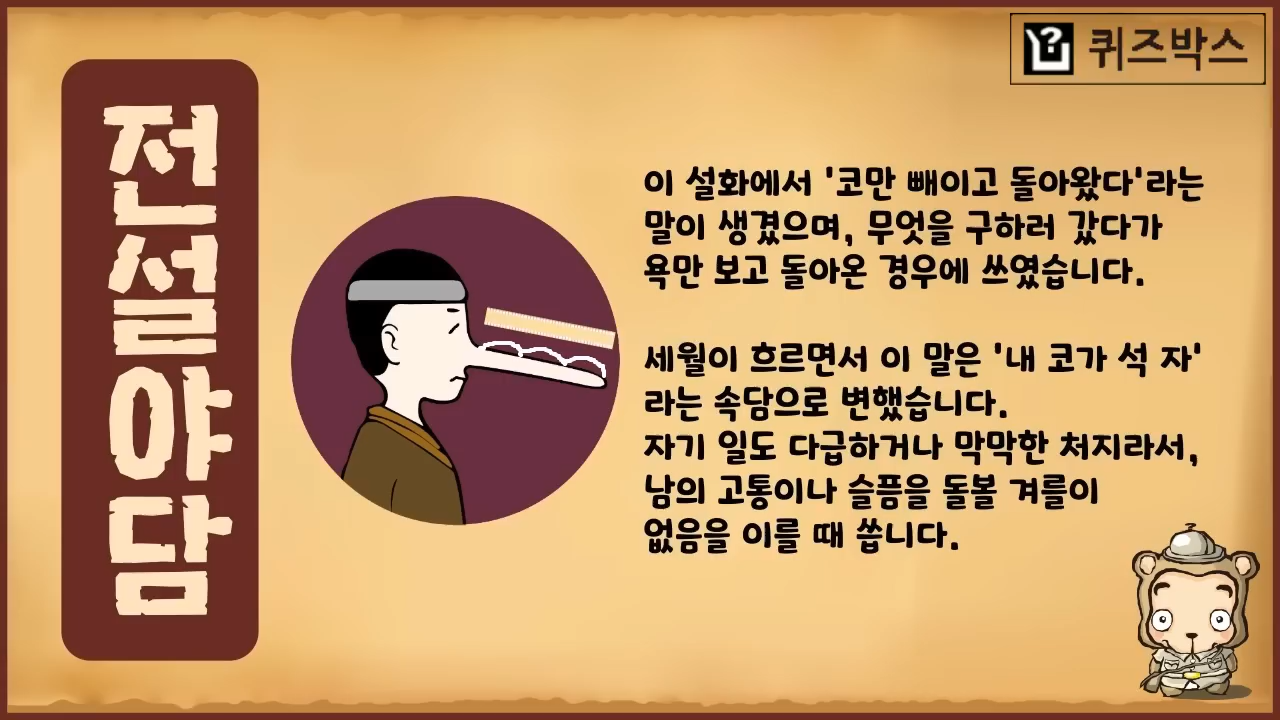 퀴즈박스
전설야담
이 설화에서 '코만 빼이고 돌아왔다'라는
말이 생겼으며, 무엇을 구하러 갔다가
욕만 보고 돌아온 경우에 쓰였습니다.
세월이 흐르면서 이 말은 '내 코가 석 자'
라는 속담으로 변했습니다.
자기 일도 다급하거나 막막한 처지라서,
남의 고통이나 슬픔을 돌볼 겨를이
없음을 이를 때 씁니다.